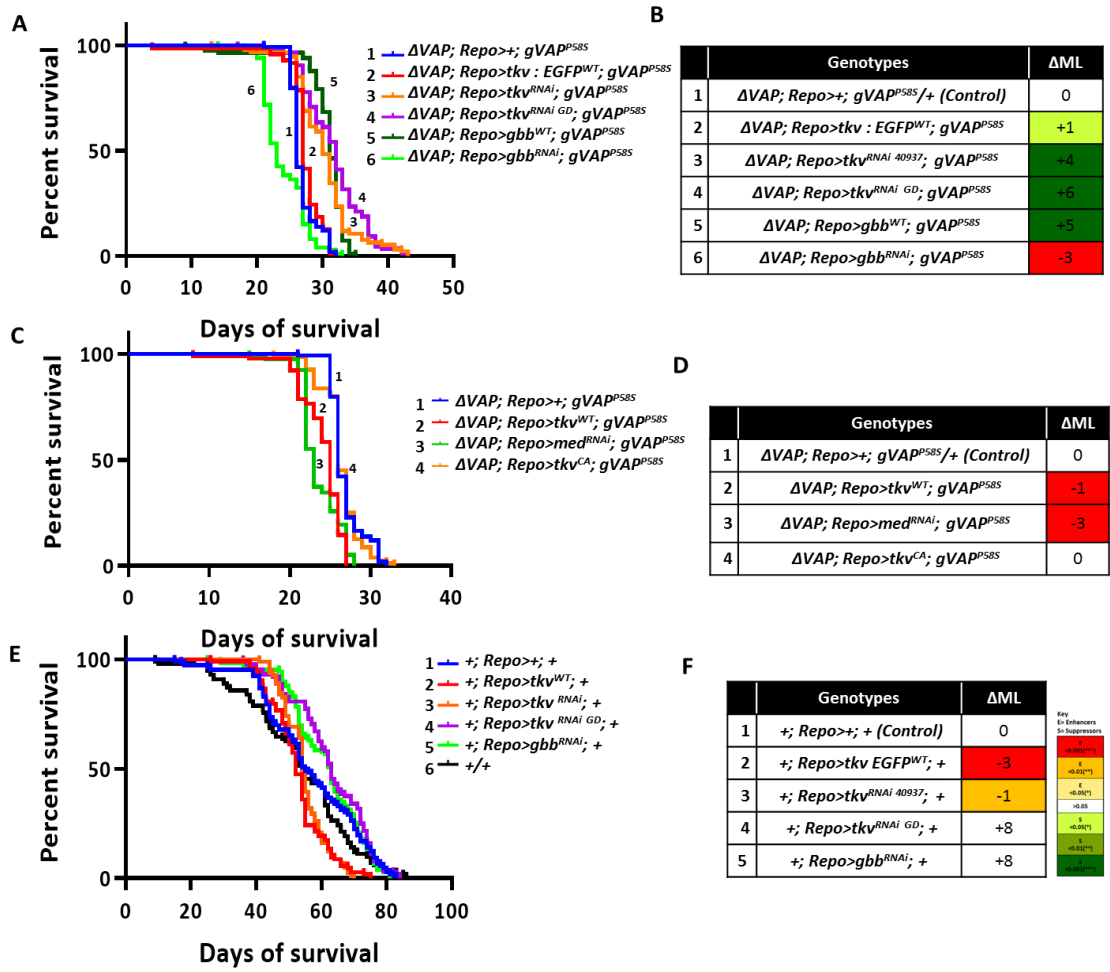 A
Percent survival
100
50
0
0 10 20 30 40 50
Days of survival
1 2 3 4 5 6
1 ΔVAP; Repo>+; gVAP^P58S
2 ΔVAP; Repo>tkv : EGFP^WT; gVAP^P58S
3 ΔVAP; Repo>tkv^RNAi; gVAP^P58S
4 ΔVAP; Repo>tkv^RNAi GD; gVAP^P58S
5 ΔVAP; Repo>gbb^WT; gVAP^P58S
6 ΔVAP; Repo>gbb^RNAi; gVAP^P58S
B
Genotypes ΔML
1 ΔVAP; Repo>+; gVAP^P58S/+ (Control) 0
2 ΔVAP; Repo>tkv : EGFP^WT; gVAP^P58S +1
3 ΔVAP; Repo>tkv^RNAi 40937; gVAP^P58S +4
4 ΔVAP; Repo>tkv^RNAi GD; gVAP^P58S +6
5 ΔVAP; Repo>gbb^WT; gVAP^P58S +5
6 ΔVAP; Repo>gbb^RNAi; gVAP^P58S -3
C
Percent survival
100
50
0
0 10 20 30 40
Days of survival
1 2 3 4
1 ΔVAP; Repo>+; gVAP^P58S
2 ΔVAP; Repo>tkv^WT; gVAP^P58S
3 ΔVAP; Repo>med^RNAi; gVAP^P58S
4 ΔVAP; Repo>tkv^CA; gVAP^P58S
D
Genotypes ΔML
1 ΔVAP; Repo>+; gVAP^P58S/+ (Control) 0
2 ΔVAP; Repo>tkv^WT; gVAP^P58S -1
3 ΔVAP; Repo>med^RNAi; gVAP^P58S -3
4 ΔVAP; Repo>tkv^CA; gVAP^P58S 0
E
Percent survival
100
50
0
0 20 40 60 80 100
Days of survival
1 +; Repo>+; +
2 +; Repo>tkv^WT; +
3 +; Repo>tkv^RNAi; +
4 +; Repo>tkv^RNAi GD; +
5 +; Repo>gbb^RNAi; +
6 +/+
F
Genotypes ΔML
1 +; Repo>+; + (Control) 0
2 +; Repo>tkv EGFP^WT; + -3
3 +; Repo>tkv^RNAi 40937; + -1
4 +; Repo>tkv^RNAi GD; + +8
5 +; Repo>gbb^RNAi; + +8
Key
E= Enhancers
S= Suppressors
E
<0.001(***)
E
<0.01(**)
E
<0.05(*)
>0.05
S
<0.05(*)
S
<0.01(**)
S
<0.001(***)